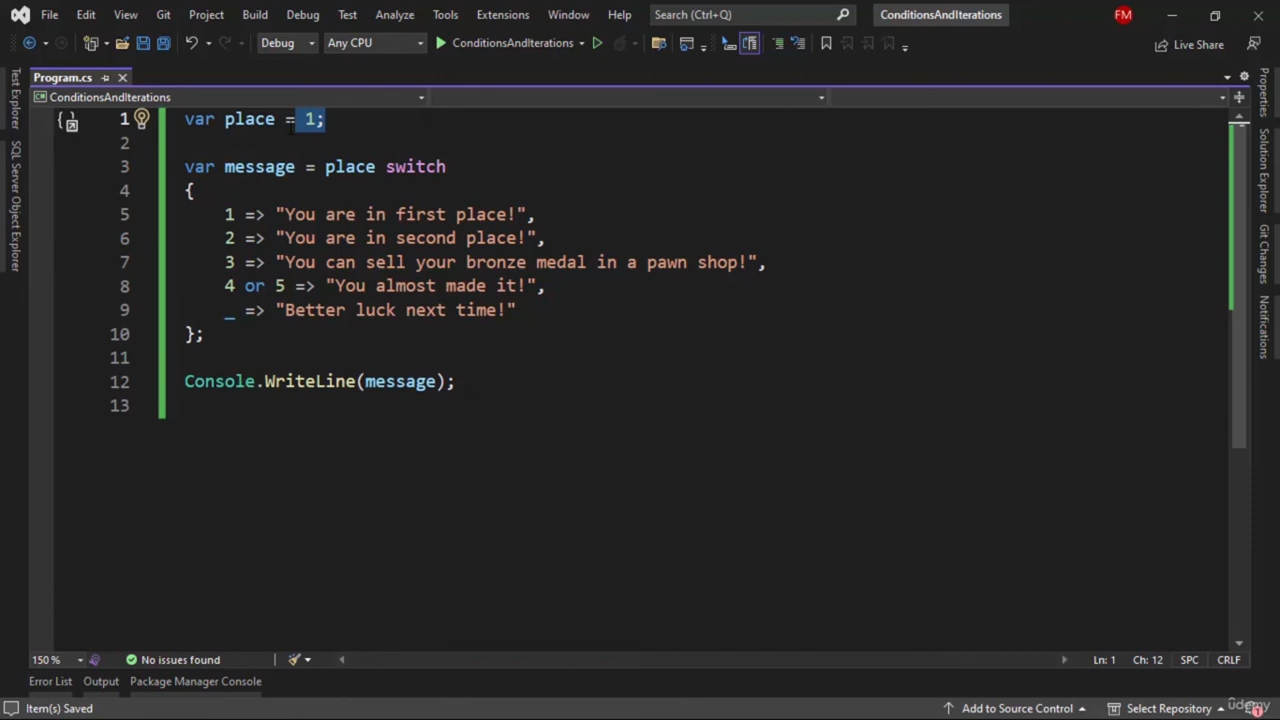 File Edit View Git Project Build Debug Test Analyze Tools Extensions Window Help Search (Ctrl+Q) ConditionsAndIterations FM
Debug Any CPU ConditionsAndIterations Live Share
Program.cs
ConditionsAndIterations
1 var place = 1;
2
3 var message = place switch
4 {
5 1 => "You are in first place!",
6 2 => "You are in second place!",
7 3 => "You can sell your bronze medal in a pawn shop!",
8 4 or 5 => "You almost made it!",
9 _ => "Better luck next time!"
10 };
11
12 Console.WriteLine(message);
13
Test Explorer
SQL Server Object Explorer
Properties
Solution Explorer
Git Changes
Notifications
150 % No issues found Ln: 1 Ch: 12 SPC CRLF
Error List Output Package Manager Console
Item(s) Saved Add to Source Control Select Repository 1
udemy